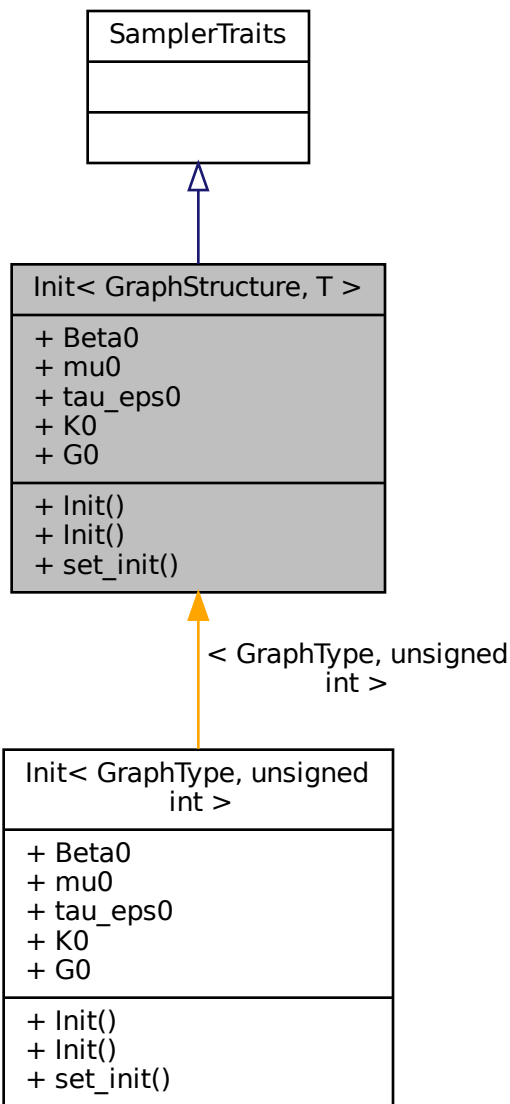 SamplerTraits
Init< GraphStructure, T >
+ Beta0
+ mu0
+ tau_eps0
+ K0
+ G0
+ Init()
+ Init()
+ set_init()
< GraphType, unsigned
int >
Init< GraphType, unsigned
int >
+ Beta0
+ mu0
+ tau_eps0
+ K0
+ G0
+ Init()
+ Init()
+ set_init()